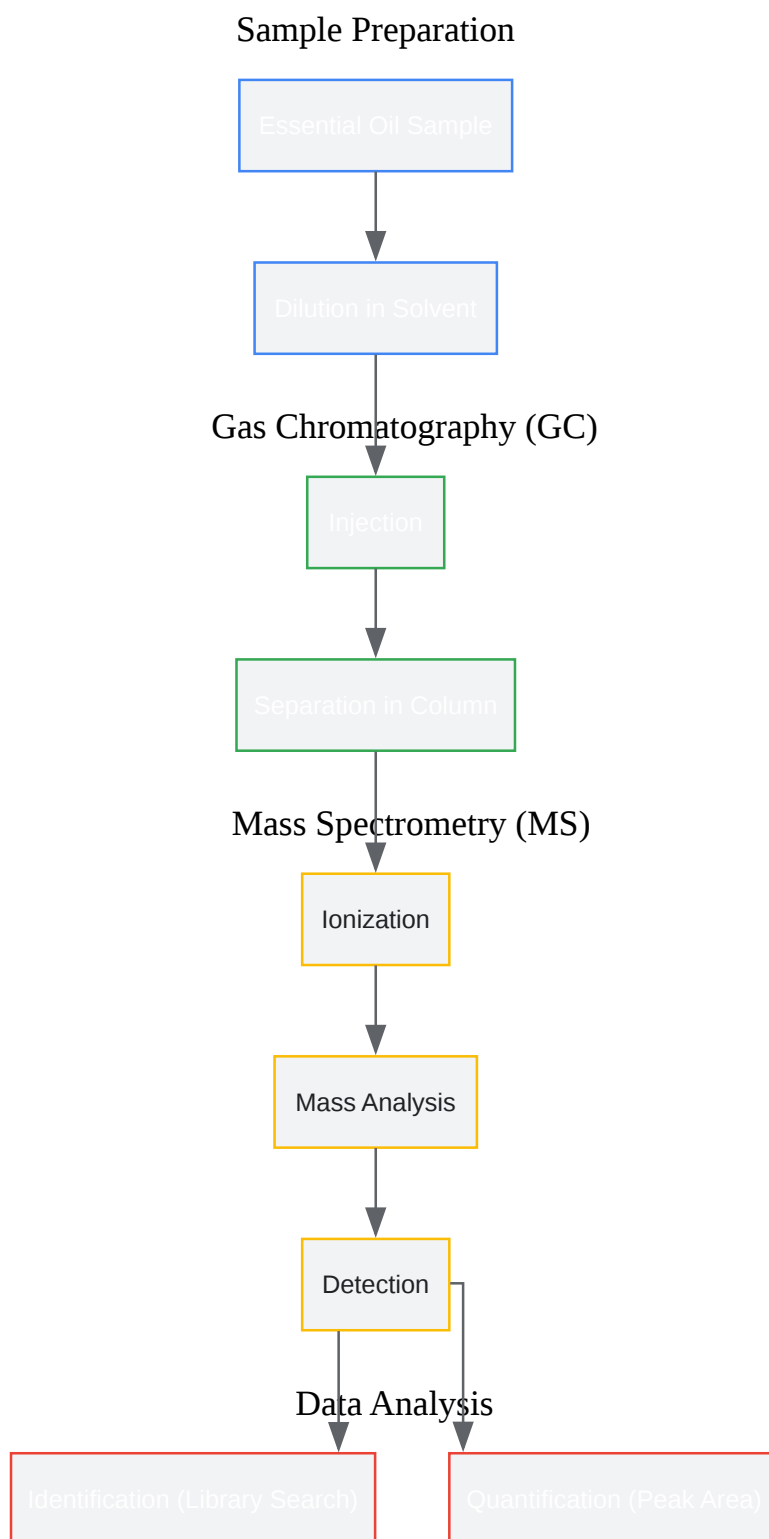 Sample Preparation
Essential Oil Sample
Dilution in Solvent
Gas Chromatography (GC)
Injection
Separation in Column
Mass Spectrometry (MS)
Ionization
Mass Analysis
Detection
Data Analysis
Identification (Library Search)
Quantification (Peak Area)